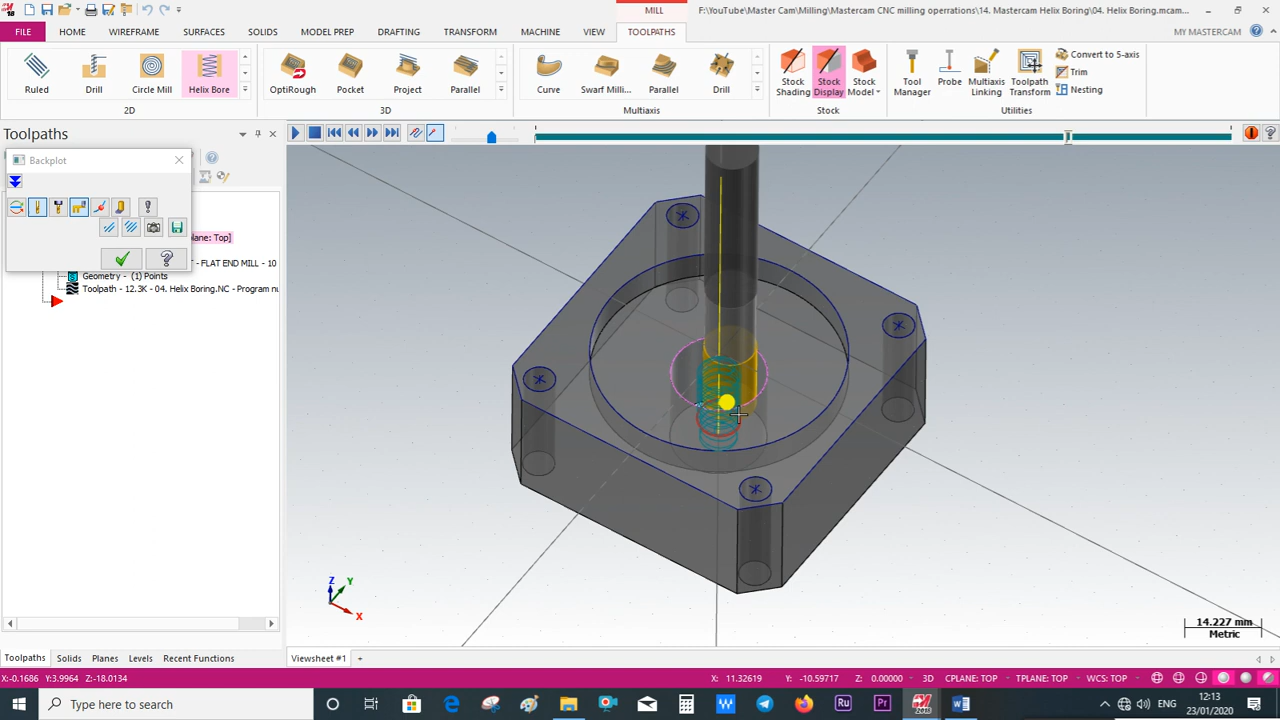 18
MILL
F:\YouTube\Master Cam\Milling\Mastercam CNC milling operrations\14. Mastercam Helix Boring\04. Helix Boring.mcam...
FILE
HOME
WIREFRAME
SURFACES
SOLIDS
MODEL PREP
DRAFTING
TRANSFORM
MACHINE
VIEW
TOOLPATHS
MY MASTERCAM
Ruled
Drill
Circle Mill
Helix Bore
OptiRough
Pocket
Project
Parallel
Curve
Swarf Milli...
Parallel
Drill
Stock Shading
Stock Display
Stock Model
Tool Manager
Probe
Multiaxis Linking
Toolpath Transform
Convert to 5-axis
Trim
Nesting
2D
3D
Multiaxis
Stock
Utilities
Toolpaths
Backplot
plane: Top]
- FLAT END MILL - 10
Geometry - (1) Points
Toolpath - 12.3K - 04. Helix Boring.NC - Program nu
Z
Y
X
14.227 mm
Metric
Toolpaths
Solids
Planes
Levels
Recent Functions
Viewsheet #1
X:-0.1686 Y:3.9964 Z:-18.0134
X: 11.32619
Y: -10.59717
Z: 0.00000
3D
CPLANE: TOP
TPLANE: TOP
WCS: TOP
Type here to search
Ru
Pr
2018
ENG
12:13
23/01/2020